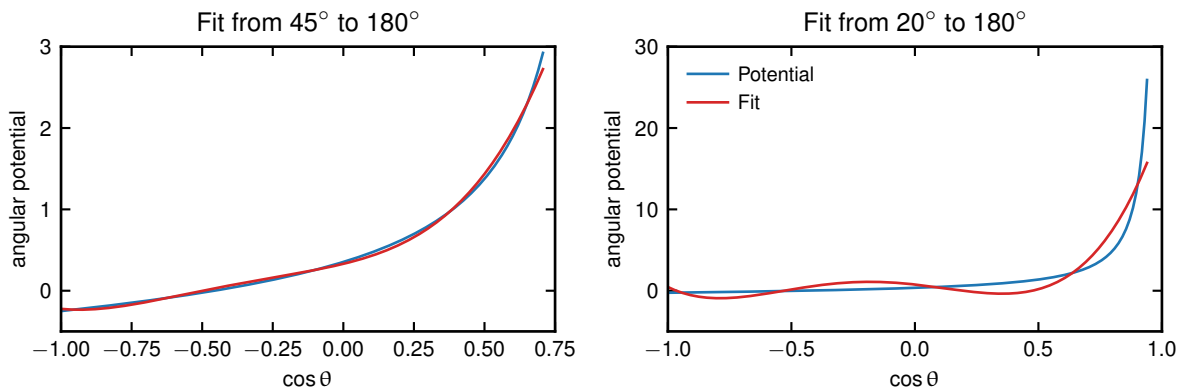 Fit from 45° to 180°
3
2
1
0
angular potential
−1.00 −0.75 −0.50 −0.25 0.00 0.25 0.50 0.75
cos θ
Fit from 20° to 180°
30
20
10
0
angular potential
Potential
Fit
−1.0 −0.5 0.0 0.5 1.0
cos θ